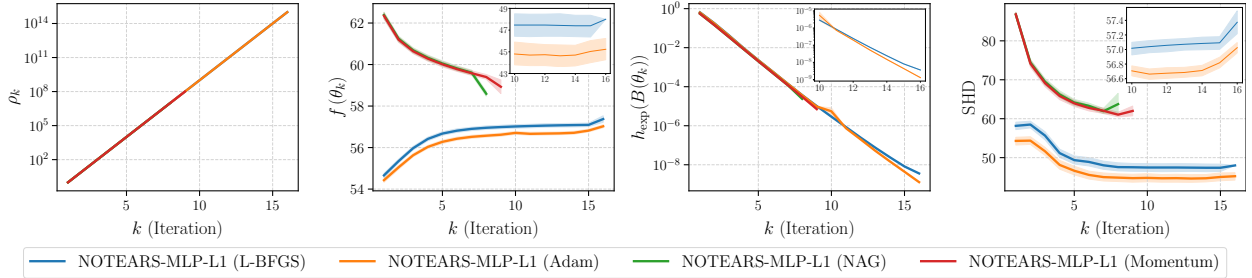 10^14
10^11
10^8
10^5
10^2
ρ_k
5 10 15
k (Iteration)
62
60
58
56
54
f (θ_k)
5 10 15
k (Iteration)
49
47
45
43
10 12 14 16
10^0
10^-2
10^-4
10^-6
10^-8
h_exp(B(θ_k))
5 10 15
k (Iteration)
10^-5
10^-6
10^-7
10^-8
10^-9
10 12 14 16
80
70
60
50
SHD
5 10 15
k (Iteration)
57.4
57.0
56.8
56.6
10 12 14 16
NOTEARS-MLP-L1 (L-BFGS) NOTEARS-MLP-L1 (Adam) NOTEARS-MLP-L1 (NAG) NOTEARS-MLP-L1 (Momentum)